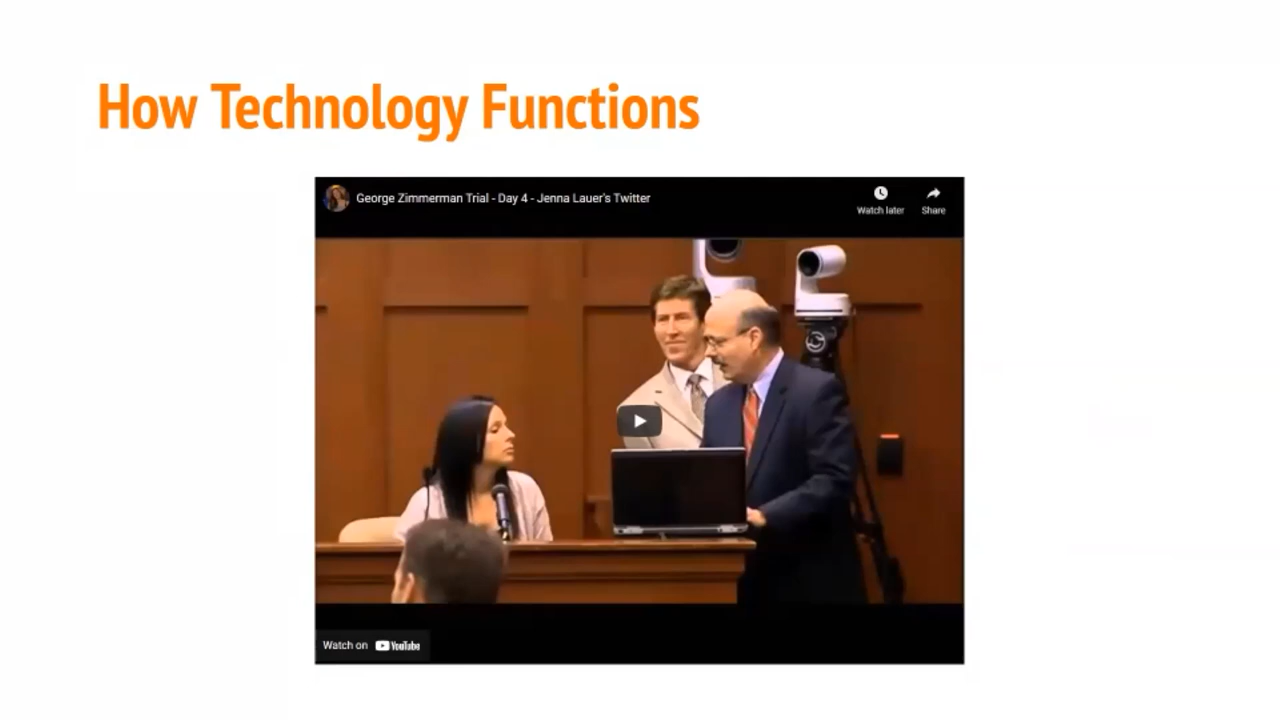 How Technology Functions
George Zimmerman Trial - Day 4 - Jenna Lauer's Twitter
Watch later
Share
Watch on YouTube